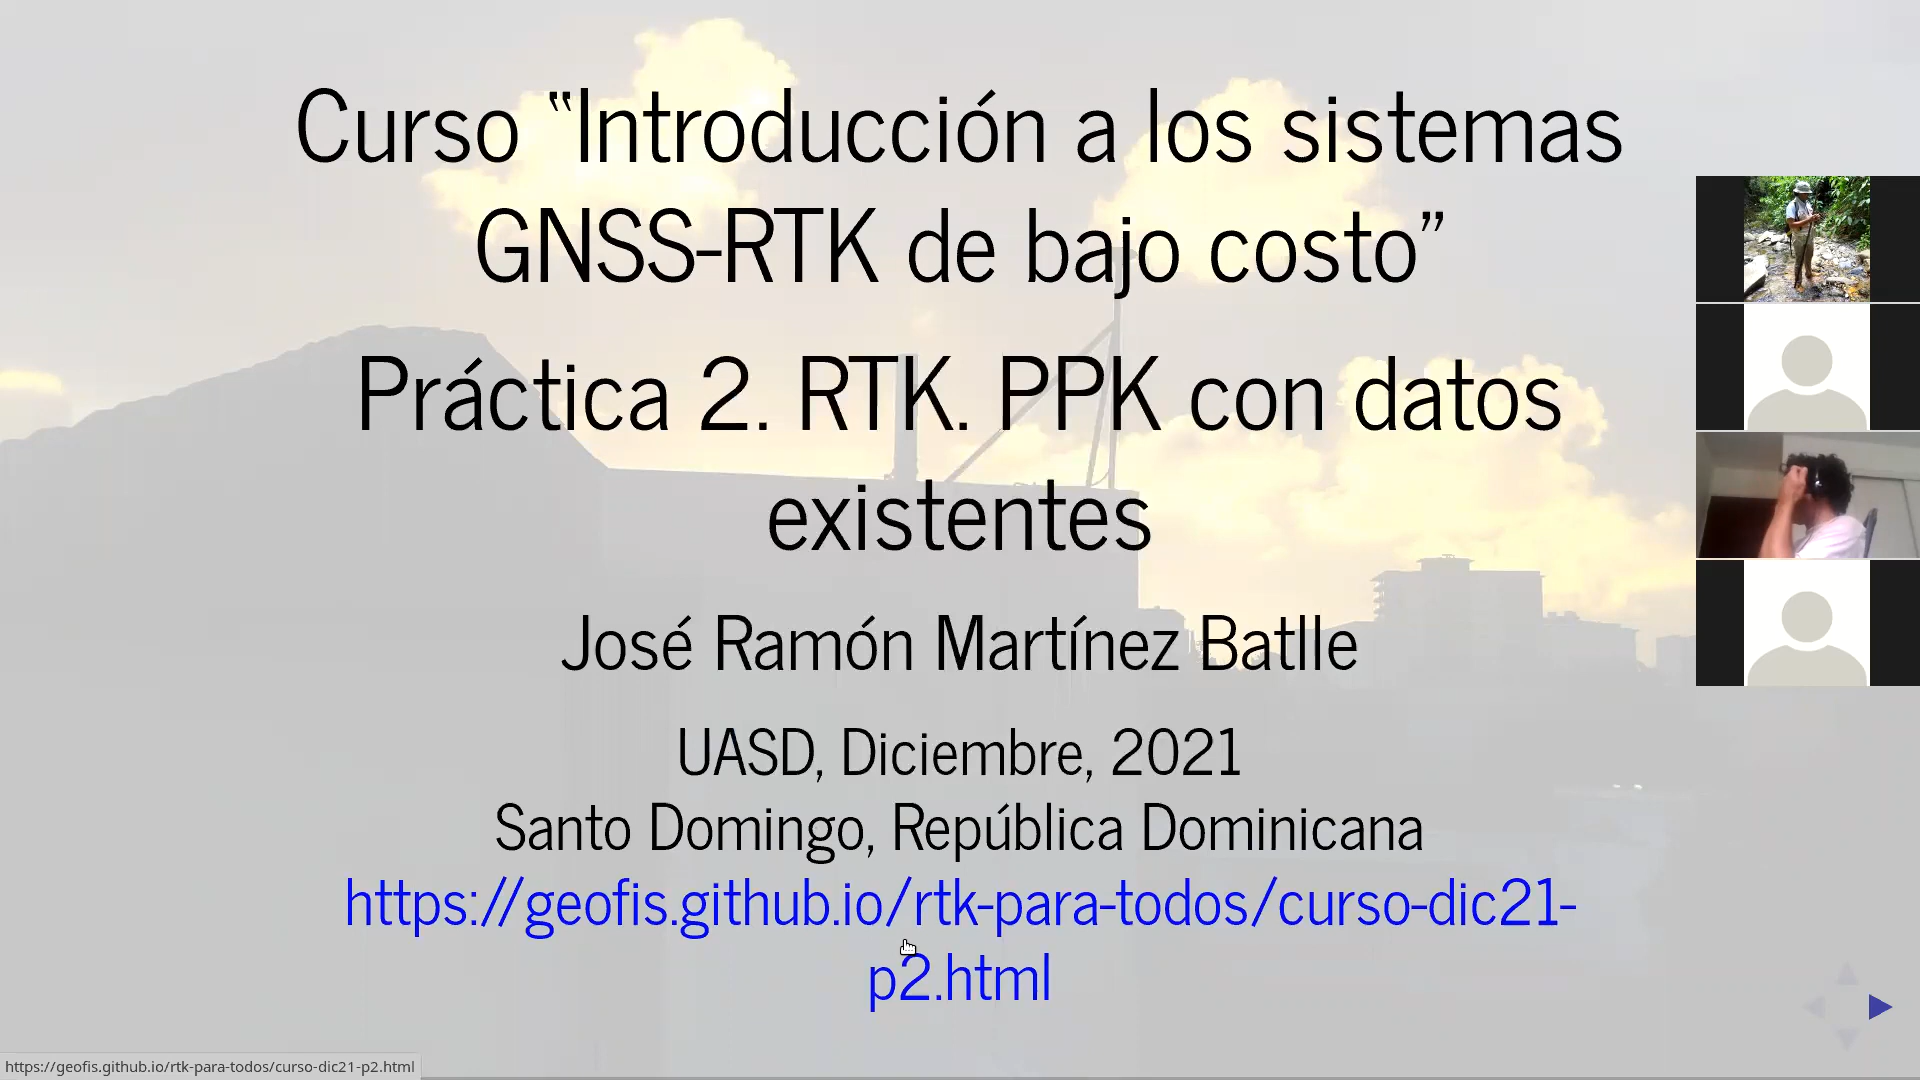 Curso “Introducción a los sistemas
GNSS-RTK de bajo costo”
Práctica 2. RTK. PPK con datos
existentes
José Ramón Martínez Batlle
UASD, Diciembre, 2021
Santo Domingo, República Dominicana
https://geofis.github.io/rtk-para-todos/curso-dic21-
p2.html
https://geofis.github.io/rtk-para-todos/curso-dic21-p2.html